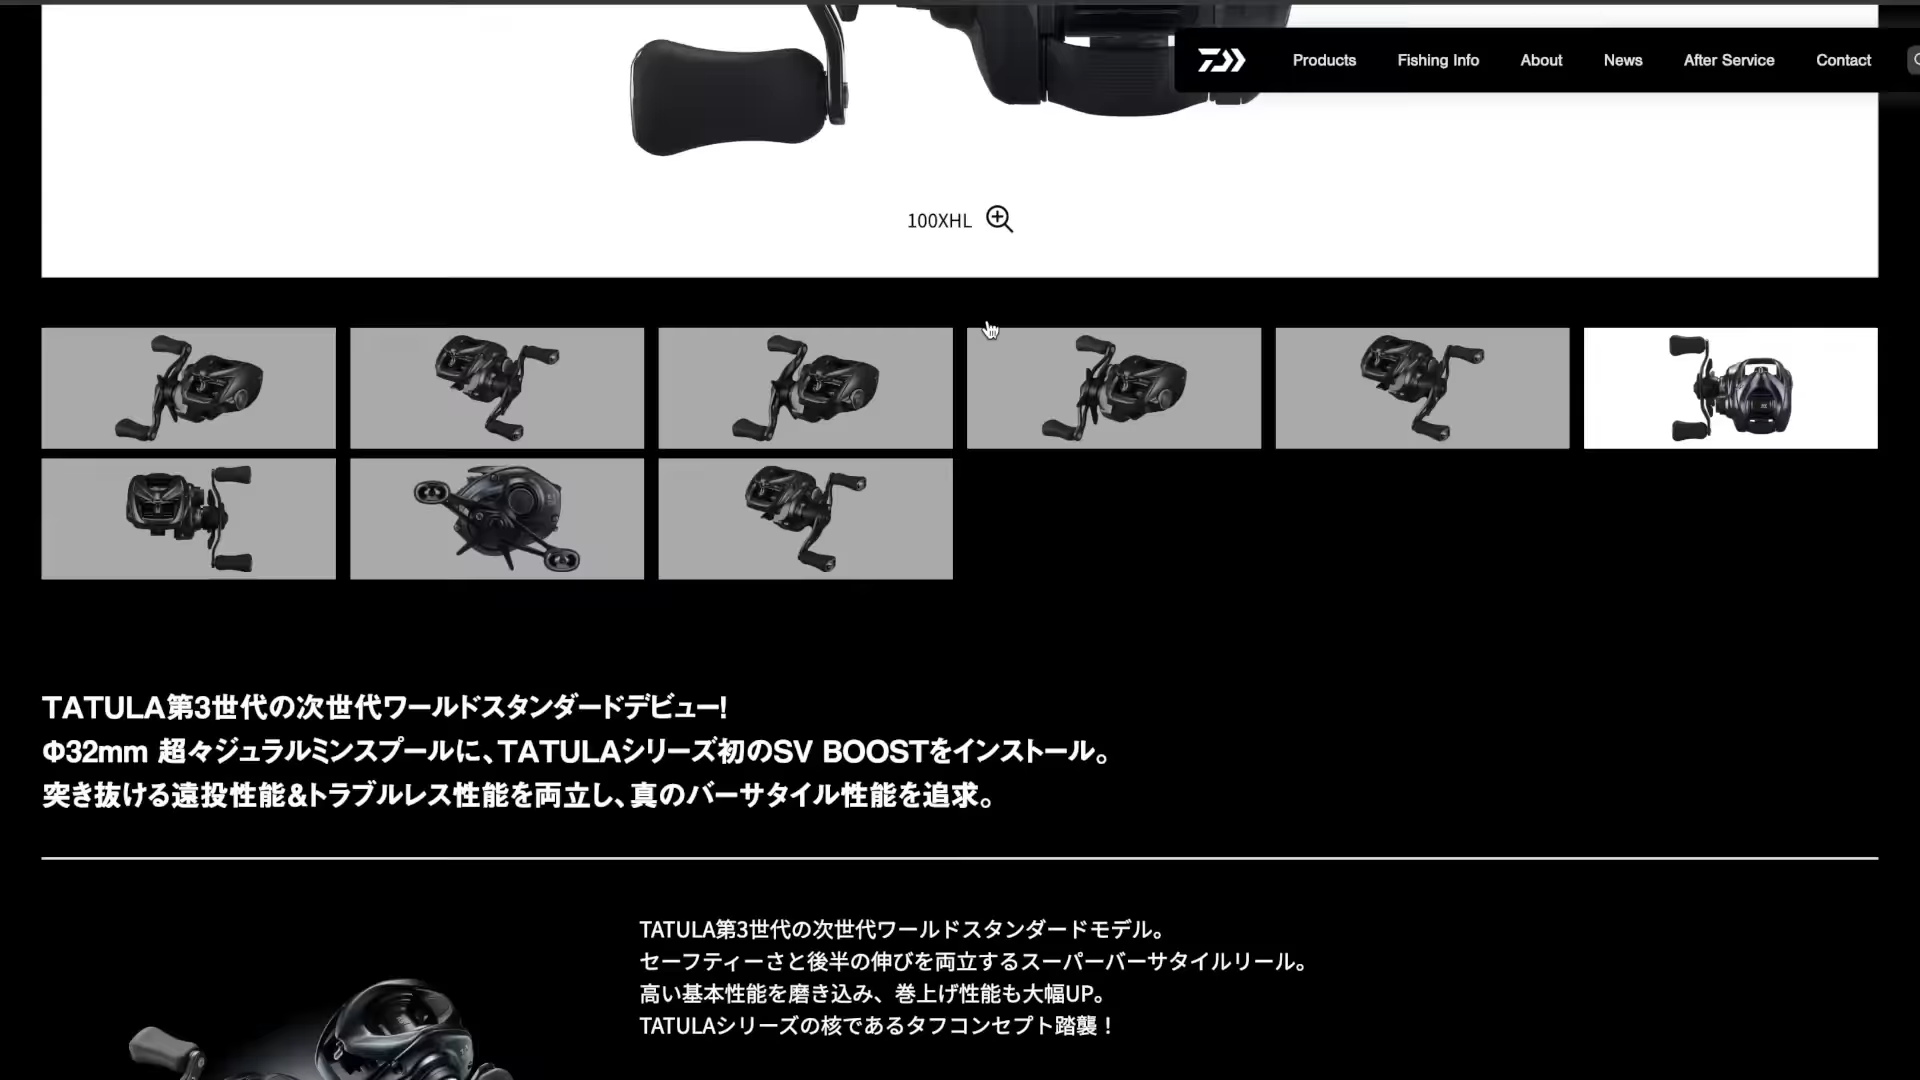 Products Fishing Info About News After Service Contact
100XHL
TATULA第3世代の次世代ワールドスタンダードデビュー!
Φ32mm 超々ジュラルミンスプールに、TATULAシリーズ初のSV BOOSTをインストール。
突き抜ける遠投性能&トラブルレス性能を両立し、真のバーサタイル性能を追求。
TATULA第3世代の次世代ワールドスタンダードモデル。
セーフティーさと後半の伸びを両立するスーパーバーサタイルリール。
高い基本性能を磨き込み、巻上げ性能も大幅UP。
TATULAシリーズの核であるタフコンセプト踏襲！